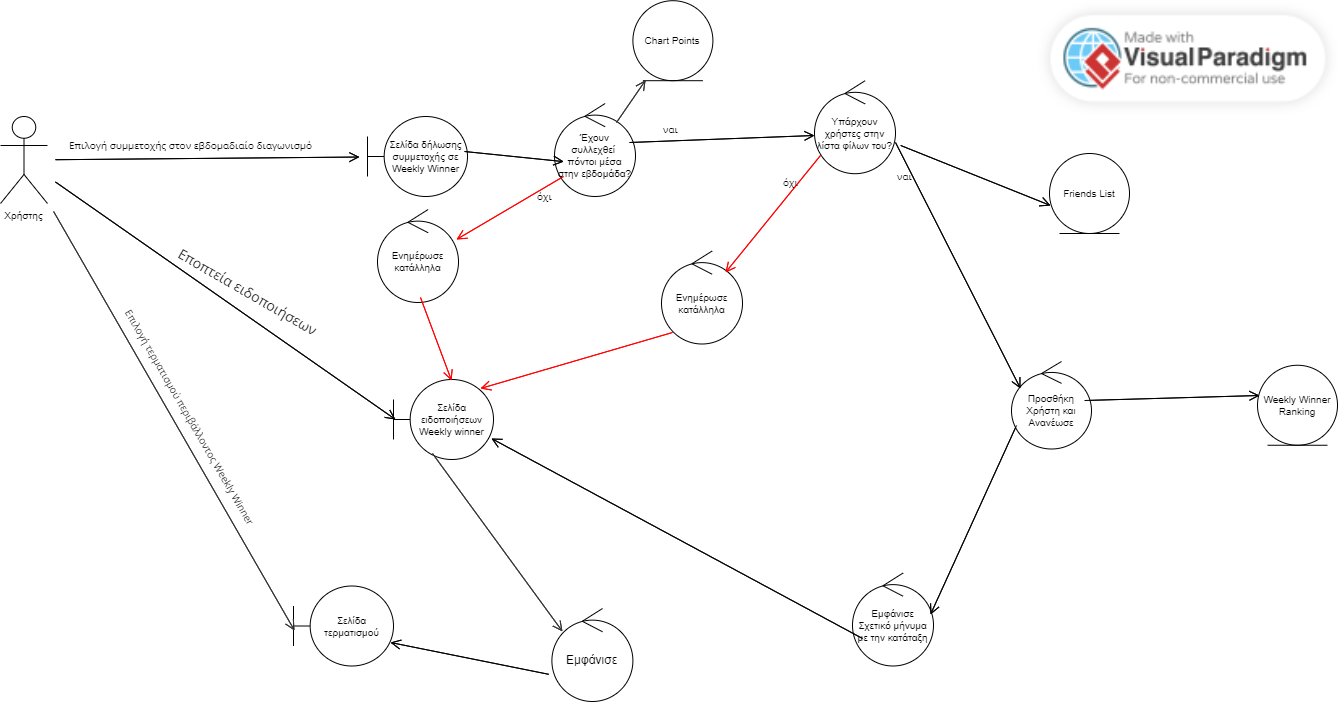 Made with
Visual Paradigm
For non-commercial use
Chart Points
Επιλογή συμμετοχής στον εβδομαδιαίο διαγωνισμό
Σελίδα δήλωσης
συμμετοχής σε
Weekly Winner
Έχουν
συλλεχθεί
πόντοι μέσα
στην εβδομάδα?
ναι
Υπάρχουν
χρήστες στην
λίστα φίλων του?
Χρήστης
όχι
όχι
ναι
Friends List
Ενημέρωσε
κατάλληλα
Ενημέρωσε
κατάλληλα
Εποπτεία ειδοποιήσεων
Επιλογή τερματισμού περιβάλλοντος Weekly Winner
Σελίδα
ειδοποιήσεων
Weekly winner
Προσθήκη
Χρήστη και
Ανανέωσε
Weekly Winner
Ranking
Σελίδα
τερματισμού
Εμφάνισε
Εμφάνισε
Σχετικό μήνυμα
με την κατάταξη